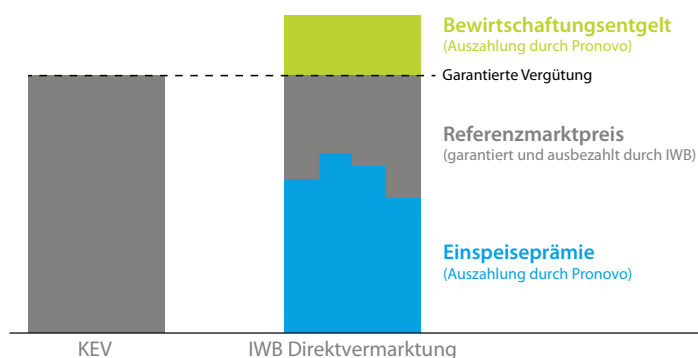 Bewirtschaftungsentgelt
(Auszahlung durch Pronovo)
Garantierte Vergütung
Referenzmarktpreis
(garantiert und ausbezahlt durch IWB)
Einspeiseprämie
(Auszahlung durch Pronovo)
KEV
IWB Direktvermarktung